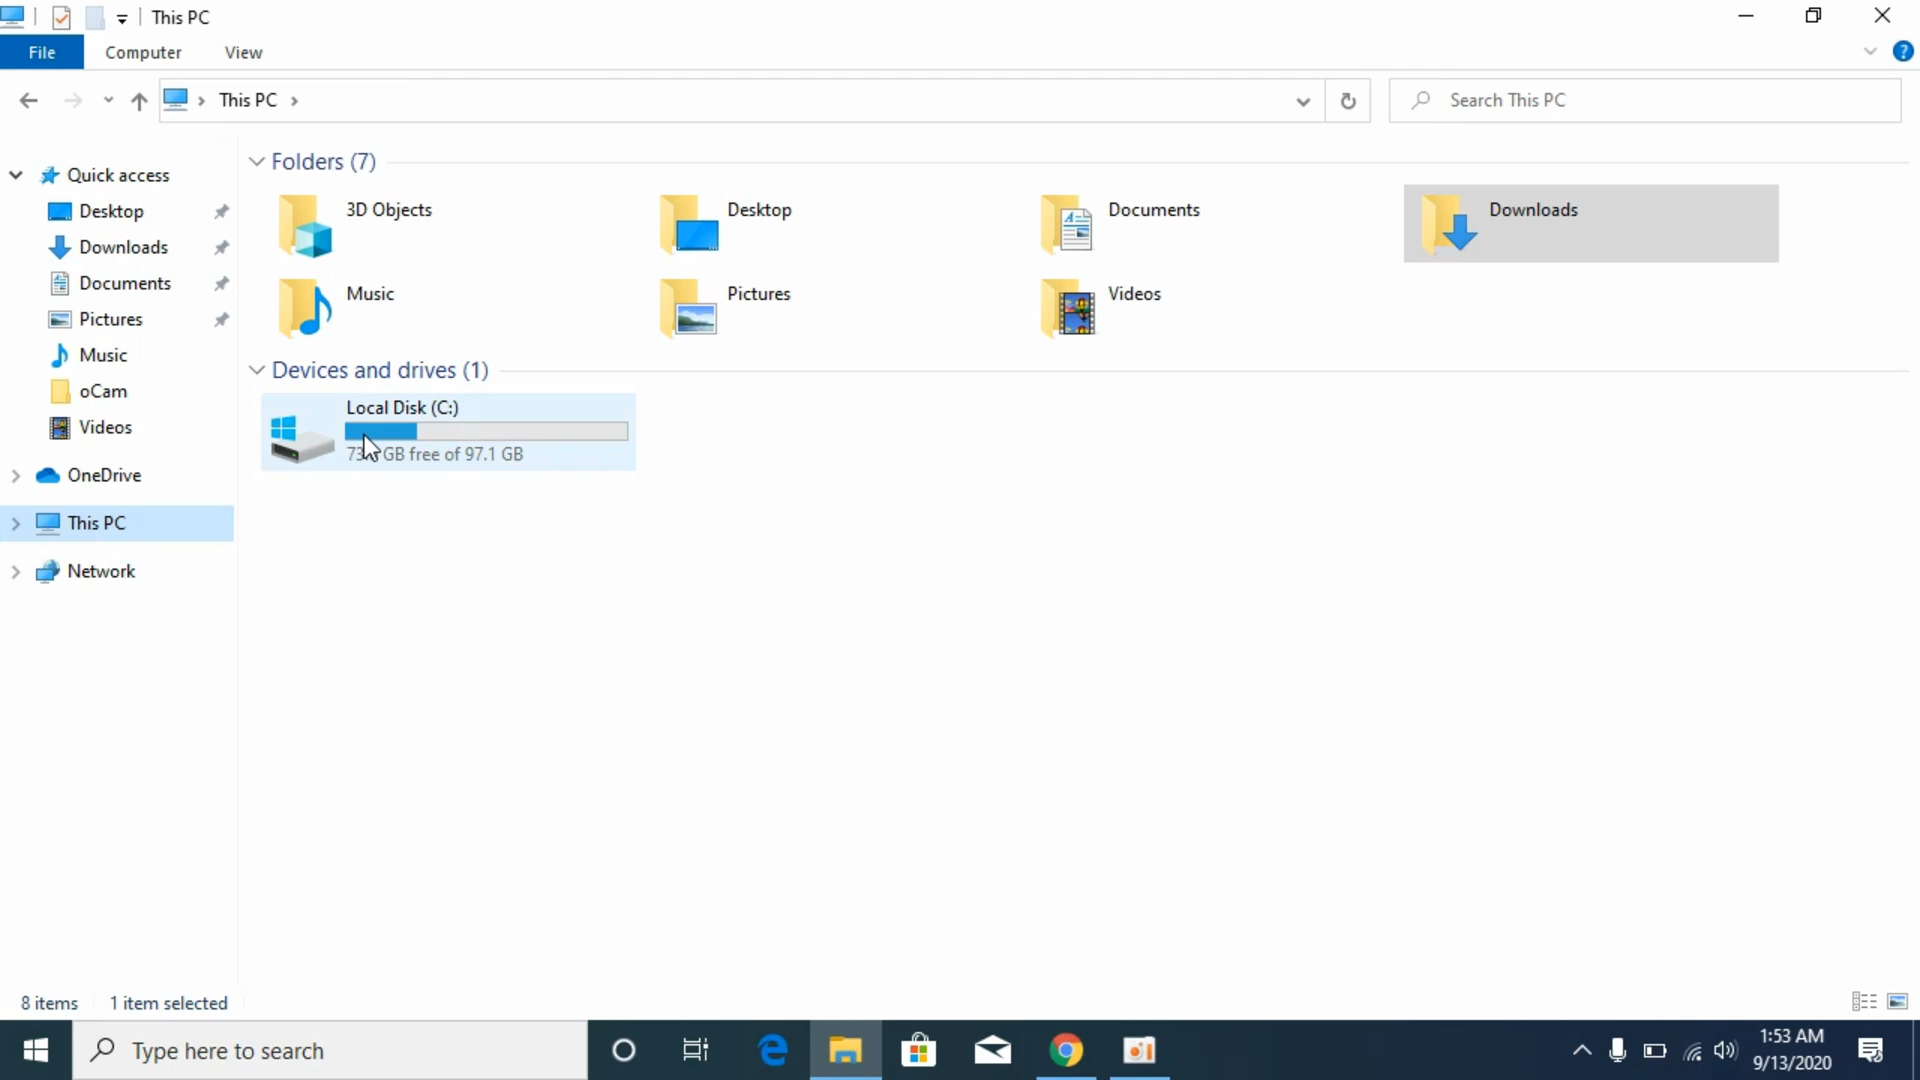 This PC
File Computer View
This PC
Search This PC
Quick access
Desktop
Downloads
Documents
Pictures
Music
oCam
Videos
OneDrive
This PC
Network
Folders (7)
3D Objects
Desktop
Documents
Downloads
Music
Pictures
Videos
Devices and drives (1)
Local Disk (C:)
GB free of 97.1 GB
8 items 1 item selected
Type here to search
1:53 AM
9/13/2020